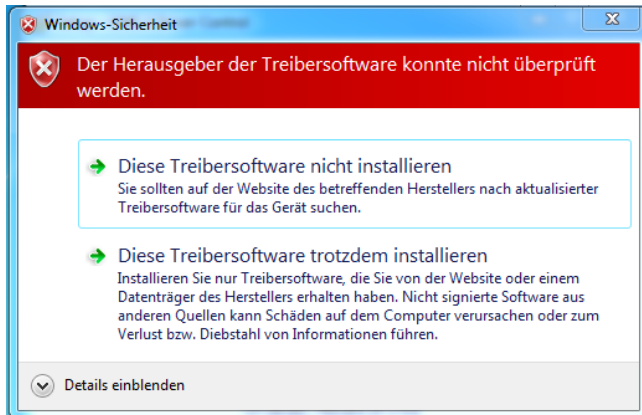 Windows-Sicherheit
Der Herausgeber der Treibersoftware konnte nicht überprüft
werden.
Diese Treibersoftware nicht installieren
Sie sollten auf der Website des betreffenden Herstellers nach aktualisierter
Treibersoftware für das Gerät suchen.
Diese Treibersoftware trotzdem installieren
Installieren Sie nur Treibersoftware, die Sie von der Website oder einem
Datenträger des Herstellers erhalten haben. Nicht signierte Software aus
anderen Quellen kann Schäden auf dem Computer verursachen oder zum
Verlust bzw. Diebstahl von Informationen führen.
Details einblenden